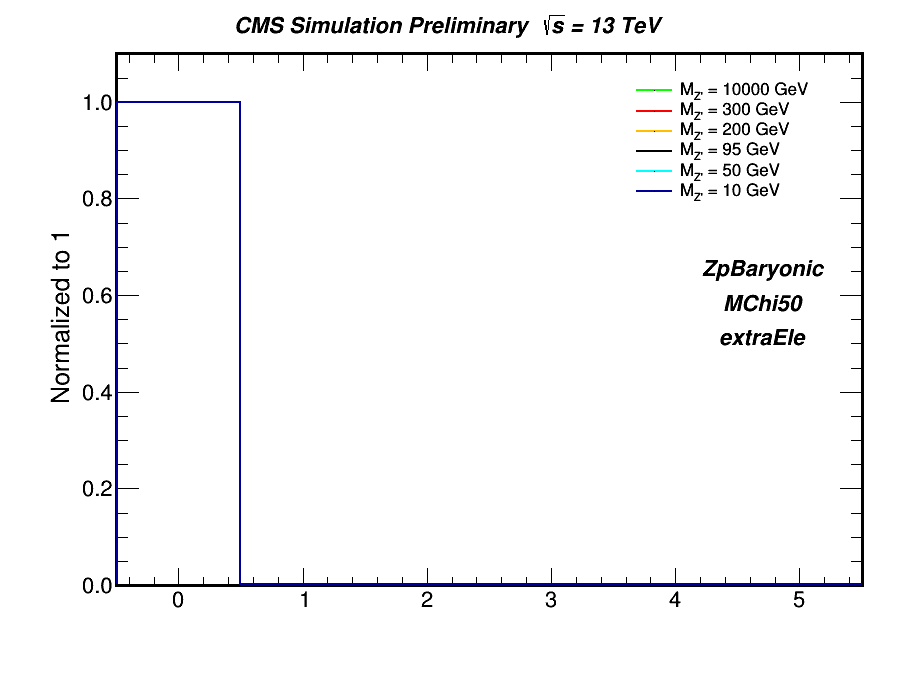 CMS Simulation Preliminary √s = 13 TeV
1.0
0.8
0.6
0.4
0.2
0.0
Normalized to 1
M_Z' = 10000 GeV
M_Z' = 300 GeV
M_Z' = 200 GeV
M_Z' = 95 GeV
M_Z' = 50 GeV
M_Z' = 10 GeV
ZpBaryonic
MChi50
extraEle
0 1 2 3 4 5